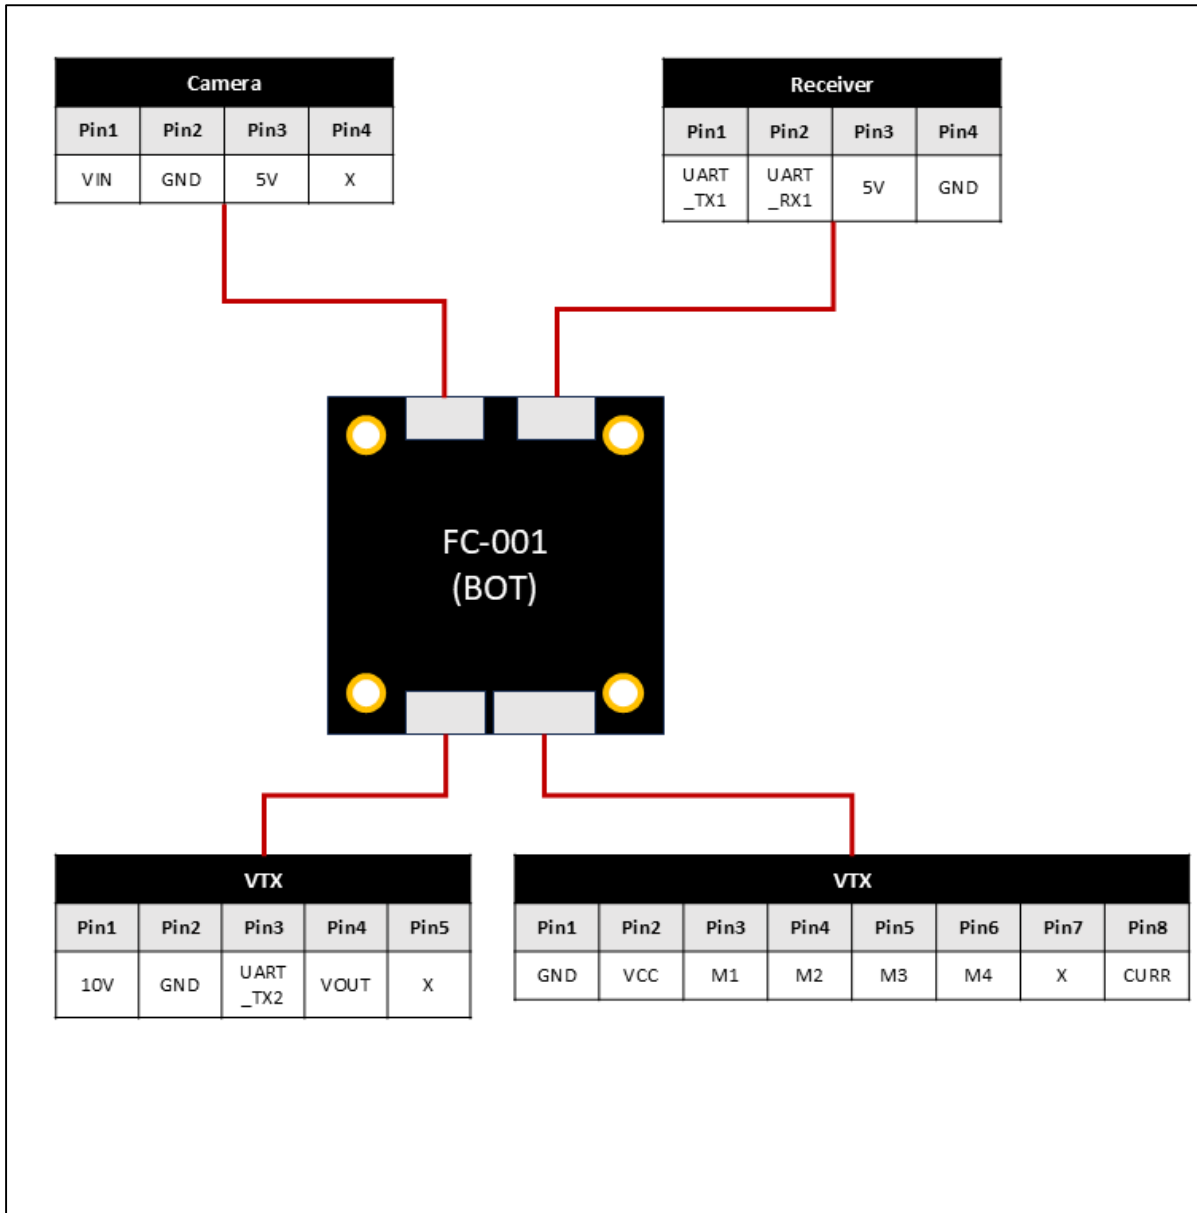 Camera
Pin1 Pin2 Pin3 Pin4
VIN GND 5V X
Receiver
Pin1 Pin2 Pin3 Pin4
UART _TX1 UART _RX1 5V GND
FC-001
(BOT)
VTX
Pin1 Pin2 Pin3 Pin4 Pin5
10V GND UART _TX2 VOUT X
VTX
Pin1 Pin2 Pin3 Pin4 Pin5 Pin6 Pin7 Pin8
GND VCC M1 M2 M3 M4 X CURR